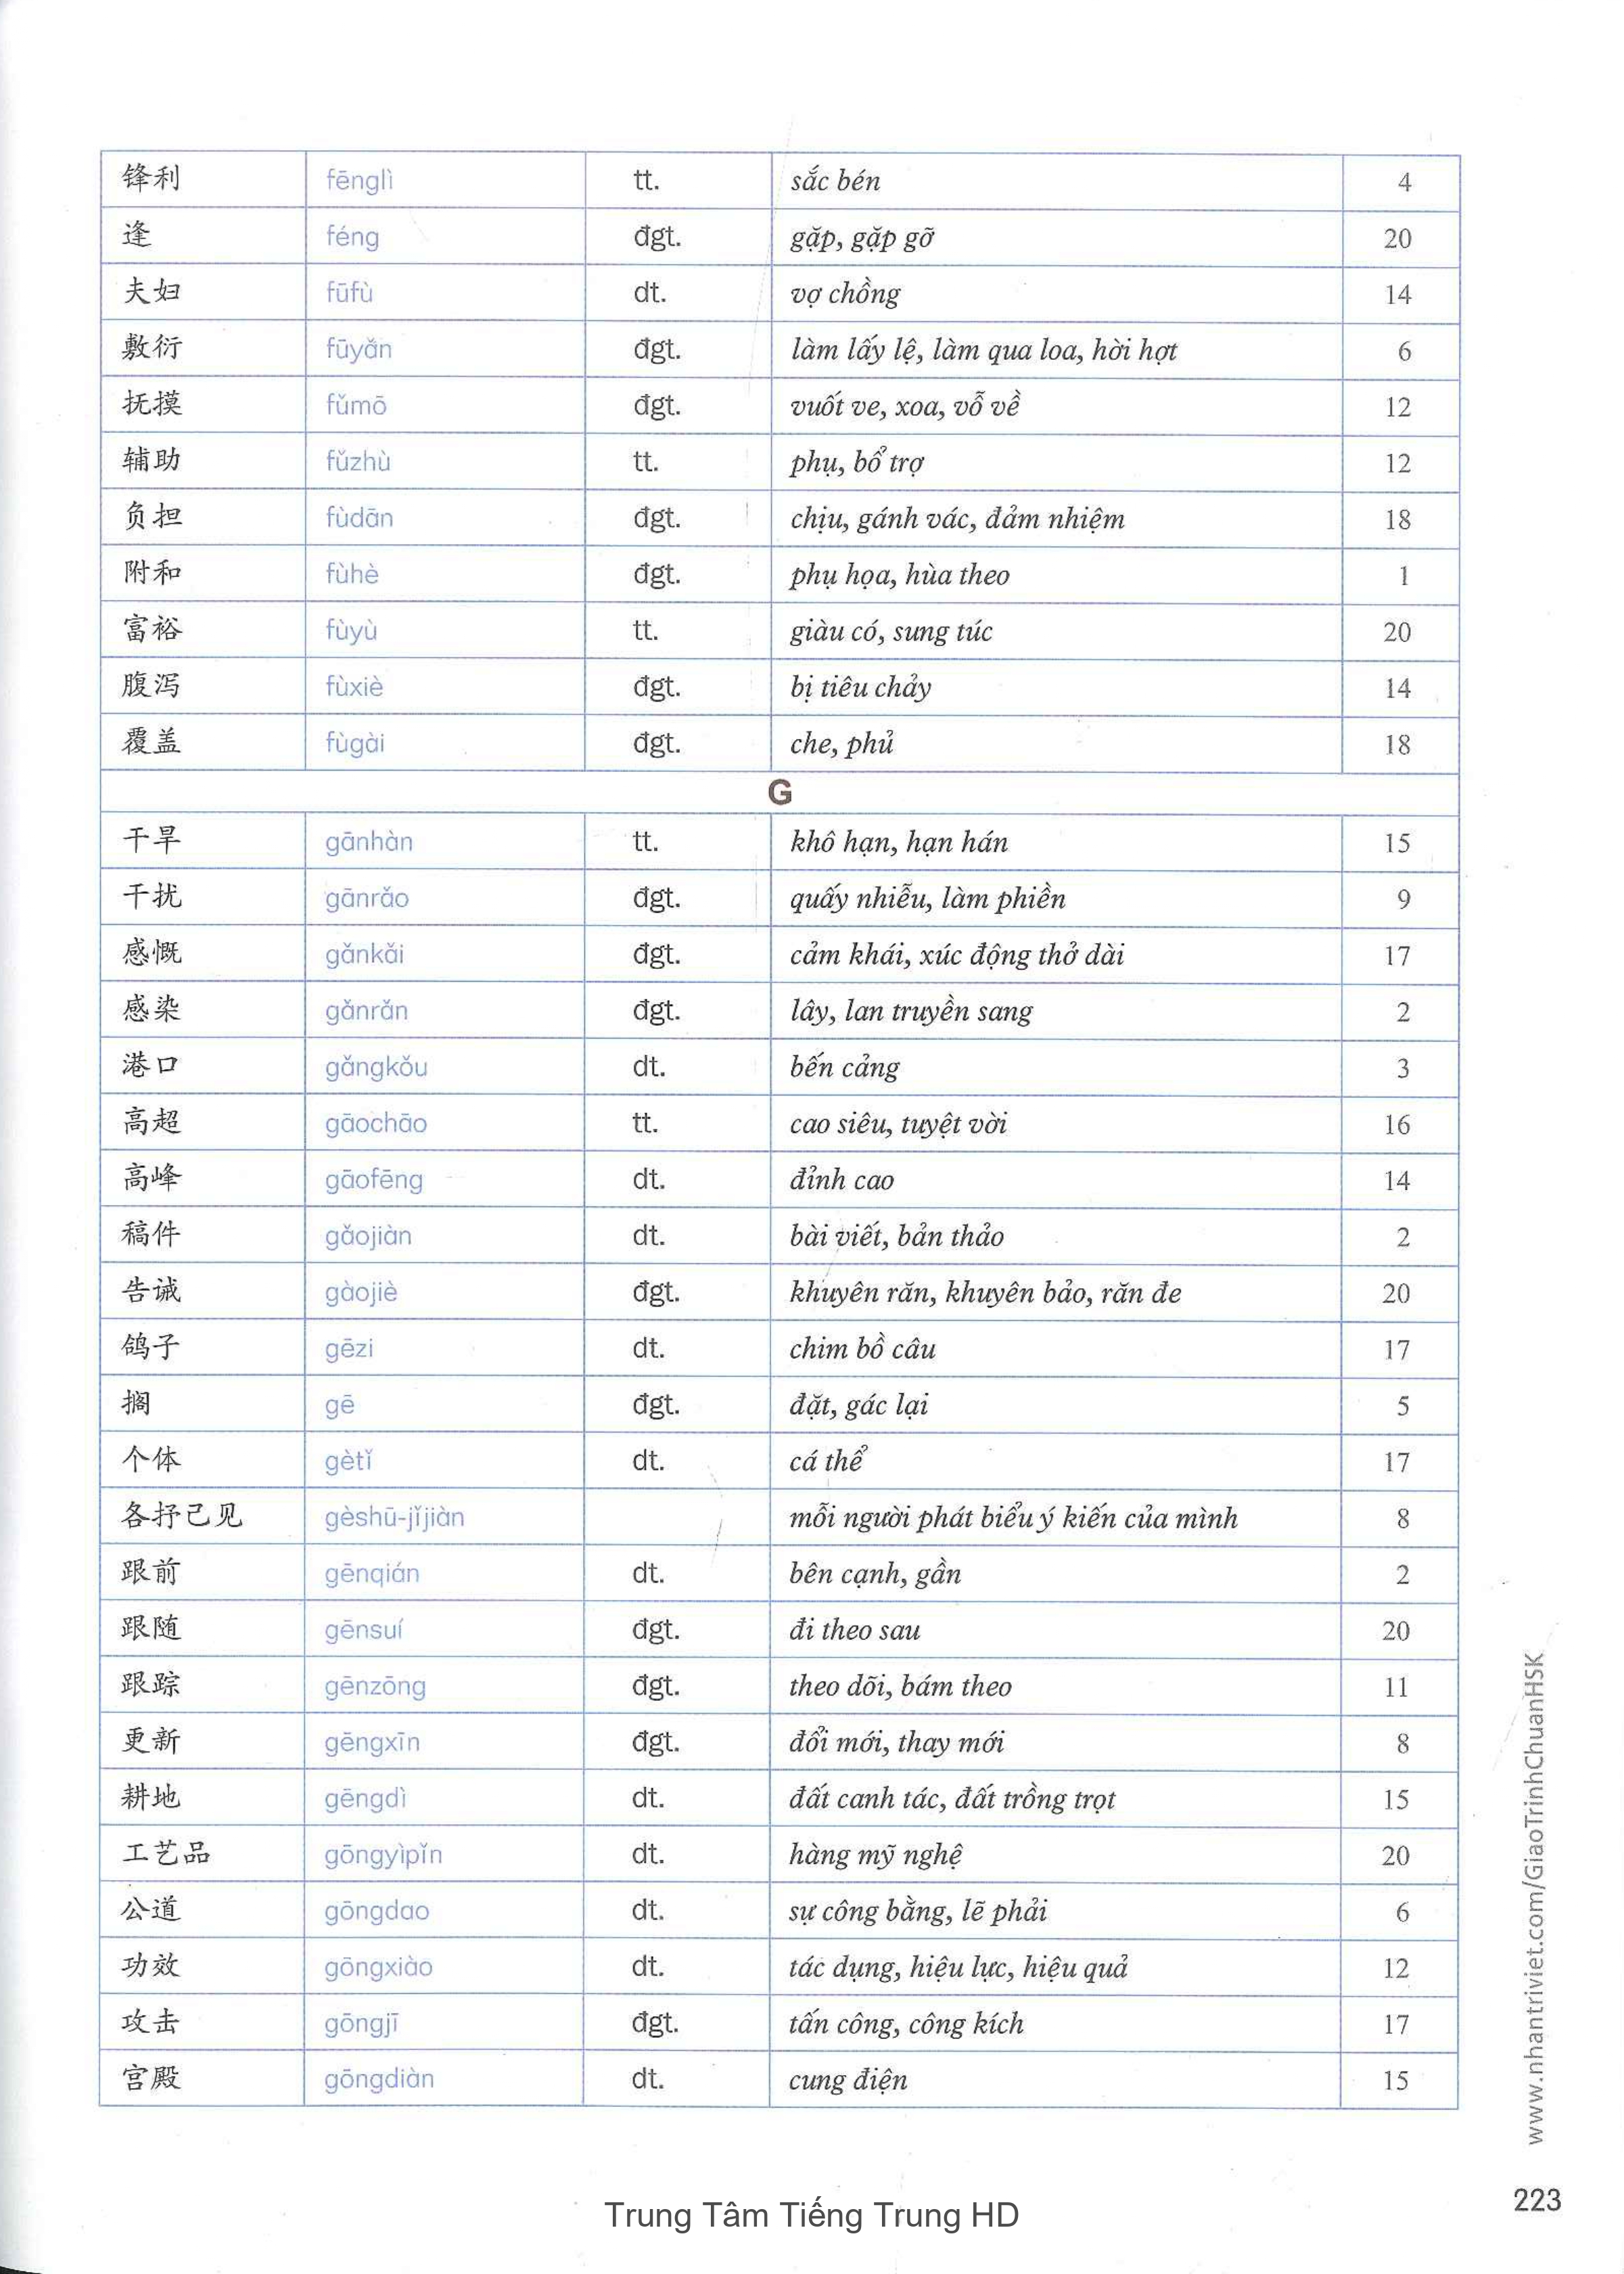 锋利 fēnglì tt. sắc bén 4
逢 féng đgt. gặp, gặp gỡ 20
夫妇 fūfù dt. vợ chồng 14
敷衍 fūyǎn đgt. làm lấy lệ, làm qua loa, hời hợt 6
抚摸 fǔmō đgt. vuốt ve, xoa, vỗ về 12
辅助 fǔzhù tt. phụ, bổ trợ 12
负担 fùdān đgt. chịu, gánh vác, đảm nhiệm 18
附和 fùhè đgt. phụ họa, hùa theo 1
富裕 fùyù tt. giàu có, sung túc 20
腹泻 fùxiè đgt. bị tiêu chảy 14
覆盖 fùgài đgt. che, phủ 18
G
干旱 gānhàn tt. khô hạn, hạn hán 15
干扰 gānrǎo đgt. quấy nhiễu, làm phiền 9
感慨 gǎnkǎi đgt. cảm khái, xúc động thở dài 17
感染 gǎnrǎn đgt. lây, lan truyền sang 2
港口 gǎngkǒu dt. bến cảng 3
高超 gāochāo tt. cao siêu, tuyệt vời 16
高峰 gāofēng dt. đỉnh cao 14
稿件 gǎojiàn dt. bài viết, bản thảo 2
告诫 gàojiè đgt. khuyên răn, khuyên bảo, răn đe 20
鸽子 gēzi dt. chim bồ câu 17
搁 gē đgt. đặt, gác lại 5
个体 gètǐ dt. cá thể 17
各抒己见 gèshū-jǐjiàn mỗi người phát biểu ý kiến của mình 8
跟前 gēnqián dt. bên cạnh, gần 2
跟随 gēnsuí đgt. đi theo sau 20
跟踪 gēnzōng đgt. theo dõi, bám theo 11
更新 gēngxīn đgt. đổi mới, thay mới 8
耕地 gēngdì dt. đất canh tác, đất trồng trọt 15
工艺品 gōngyìpǐn dt. hàng mỹ nghệ 20
公道 gōngdao dt. sự công bằng, lẽ phải 6
功效 gōngxiào dt. tác dụng, hiệu lực, hiệu quả 12
攻击 gōngjī đgt. tấn công, công kích 17
宫殿 gōngdiàn dt. cung điện 15
www.nhantriviet.com/GiaoTrinhChuanHSK
223
Trung Tâm Tiếng Trung HD